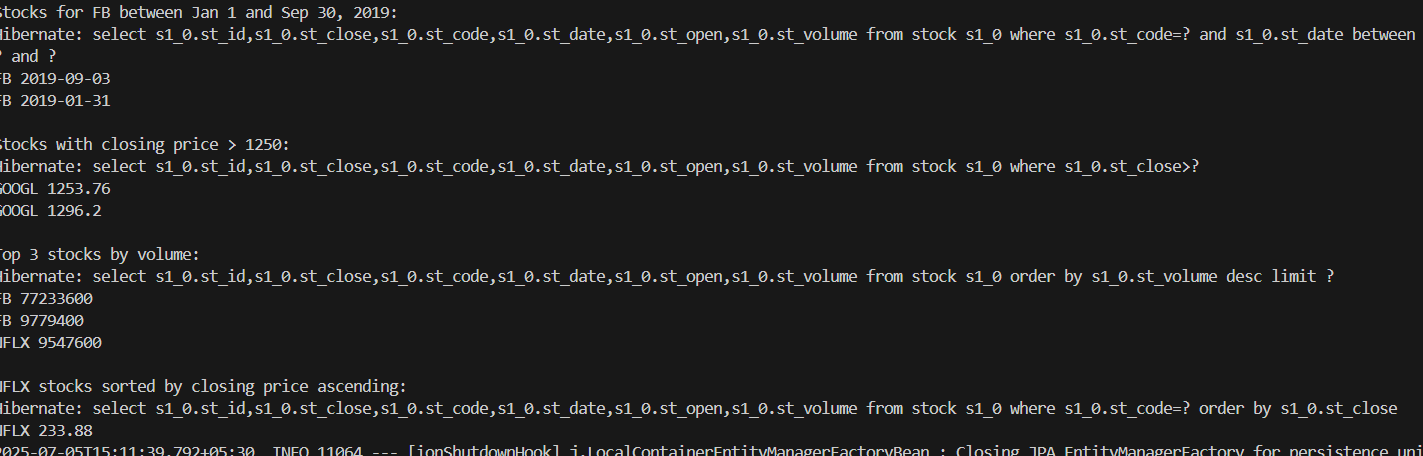 Stocks for FB between Jan 1 and Sep 30, 2019:
Hibernate: select s1_0.st_id,s1_0.st_close,s1_0.st_code,s1_0.st_date,s1_0.st_open,s1_0.st_volume from stock s1_0 where s1_0.st_code=? and s1_0.st_date between
? and ?
FB 2019-09-03
FB 2019-01-31
Stocks with closing price > 1250:
Hibernate: select s1_0.st_id,s1_0.st_close,s1_0.st_code,s1_0.st_date,s1_0.st_open,s1_0.st_volume from stock s1_0 where s1_0.st_close>?
GOOGL 1253.76
GOOGL 1296.2
Top 3 stocks by volume:
Hibernate: select s1_0.st_id,s1_0.st_close,s1_0.st_code,s1_0.st_date,s1_0.st_open,s1_0.st_volume from stock s1_0 order by s1_0.st_volume desc limit ?
FB 77233600
FB 9779400
NFLX 9547600
NFLX stocks sorted by closing price ascending:
Hibernate: select s1_0.st_id,s1_0.st_close,s1_0.st_code,s1_0.st_date,s1_0.st_open,s1_0.st_volume from stock s1_0 where s1_0.st_code=? order by s1_0.st_close
NFLX 233.88
2025-07-05T15:11:39.792+05:30 INFO 11064 --- [ionShutdownHook] j.LocalContainerEntityManagerFactoryBean : Closing JPA EntityManagerFactory for persistence uni